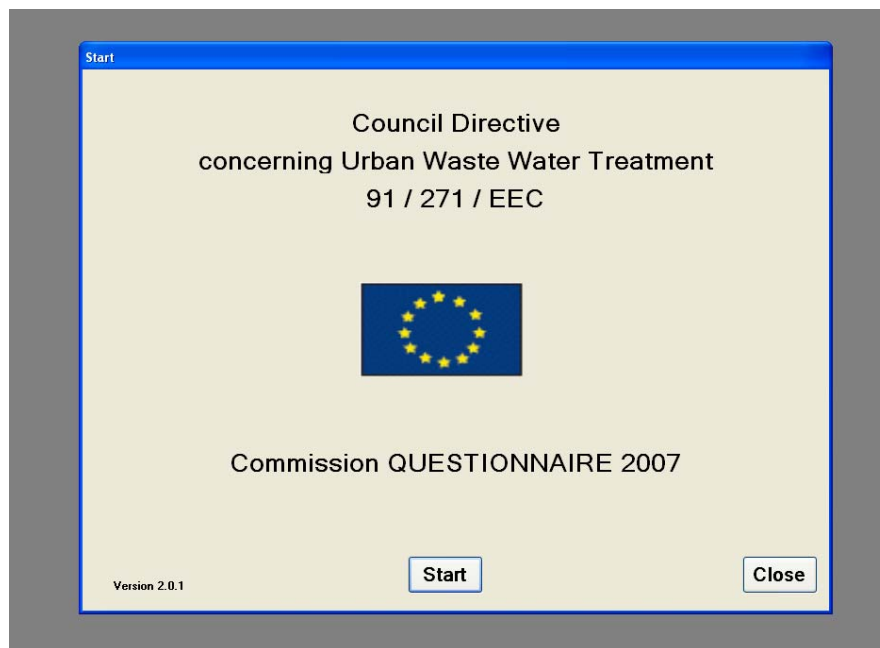 Start
Council Directive
concerning Urban Waste Water Treatment
91 / 271 / EEC
Commission QUESTIONNAIRE 2007
Version 2.0.1
Start
Close